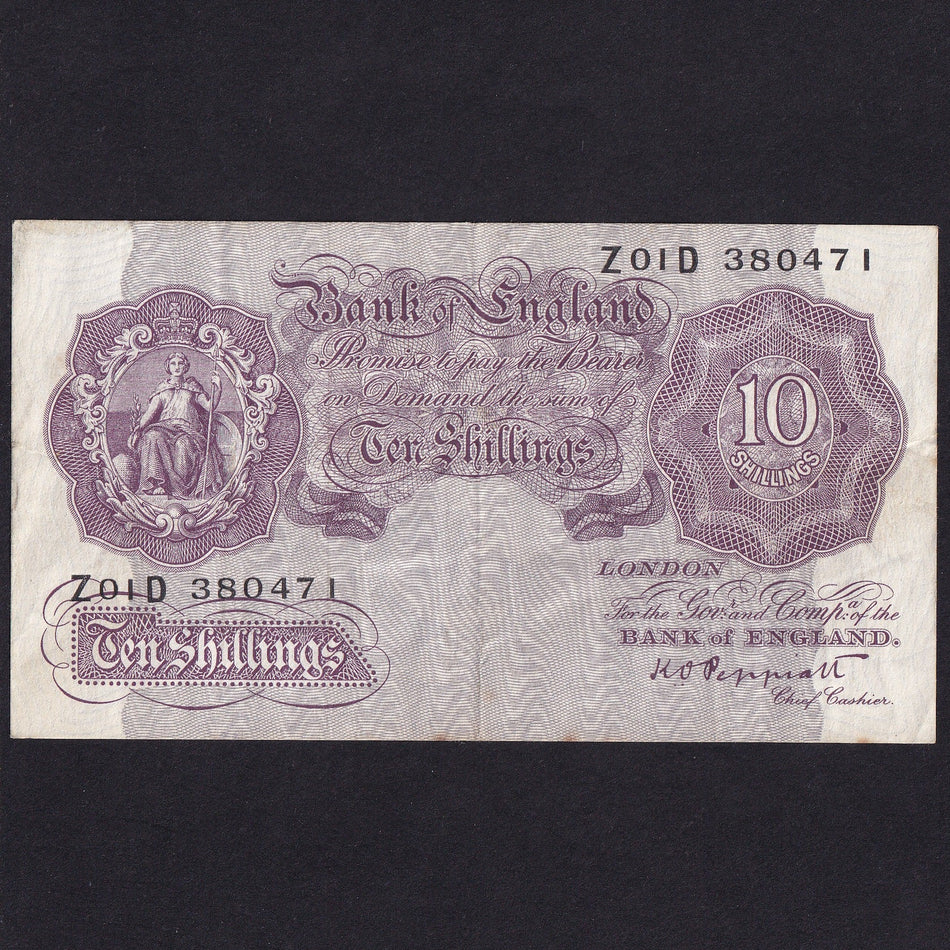 Z01D 380471
Bank of England
Promise to pay the Bearer
on Demand the sum of
Ten Shillings
10
SHILLINGS
Z01D 380471
Ten Shillings
LONDON
For the Govr: and Compa: of the
BANK of ENGLAND.
K O Peppiatt
Chief Cashier.